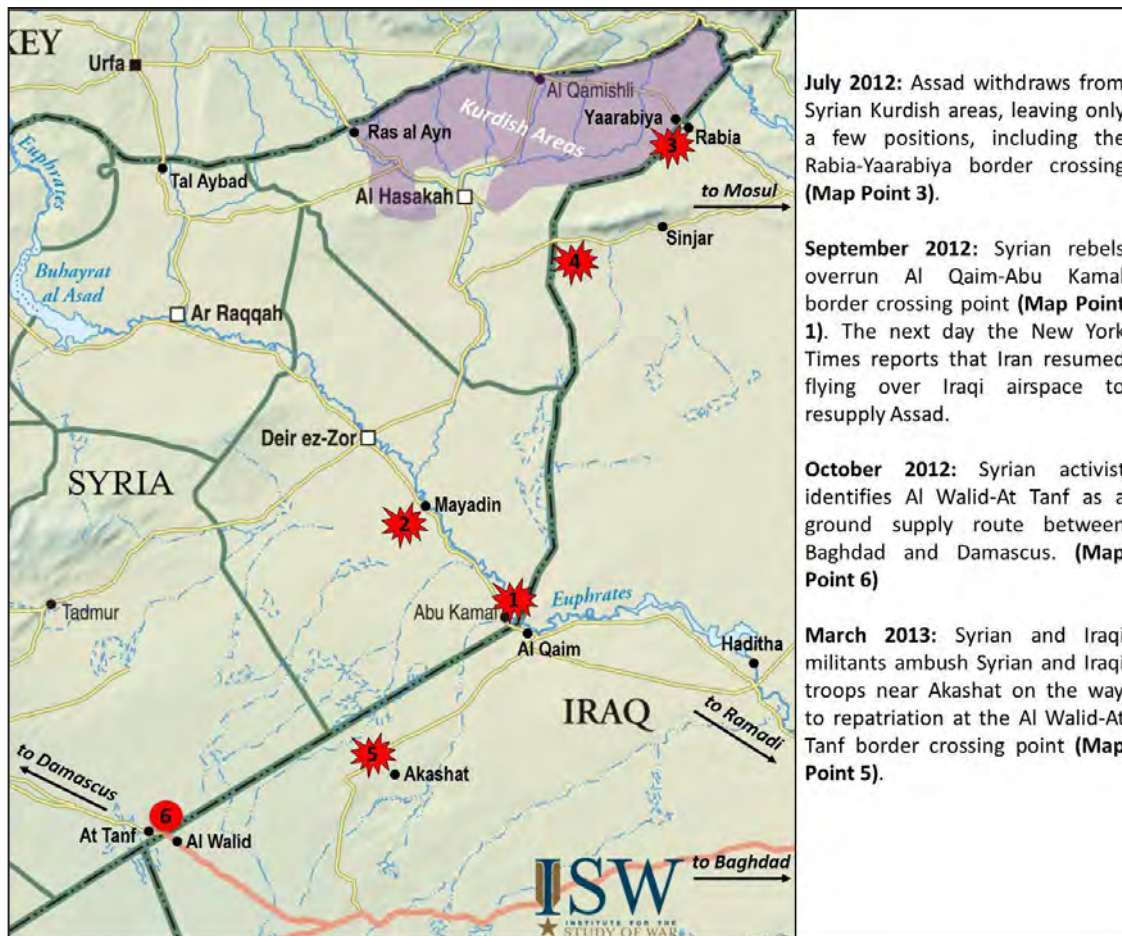 KEY
Urfa
Al Qamishli
Kurdish Areas
Yaarabiya
Ras al Ayn
Rabia
3
Euphrates
Tal Aybad
Al Hasakah
to Mosul
Sinjar
4
Buhayrat
al Asad
Ar Raqqah
Deir ez-Zor
SYRIA
Mayadin
2
1
Abu Kamal
Euphrates
Tadmur
Al Qaim
Haditha
IRAQ
to Ramadi
5
Akashat
to Damascus
6
At Tanf
Al Walid
to Baghdad
ISW
INSTITUTE FOR THE
STUDY OF WAR
July 2012: Assad withdraws from
Syrian Kurdish areas, leaving only
a few positions, including the
Rabia-Yaarabiya border crossing
(Map Point 3).
September 2012: Syrian rebels
overrun Al Qaim-Abu Kamal
border crossing point (Map Point
1). The next day the New York
Times reports that Iran resumed
flying over Iraqi airspace to
resupply Assad.
October 2012: Syrian activist
identifies Al Walid-At Tanf as a
ground supply route between
Baghdad and Damascus. (Map
Point 6)
March 2013: Syrian and Iraqi
militants ambush Syrian and Iraqi
troops near Akashat on the way
to repatriation at the Al Walid-At
Tanf border crossing point (Map
Point 5).